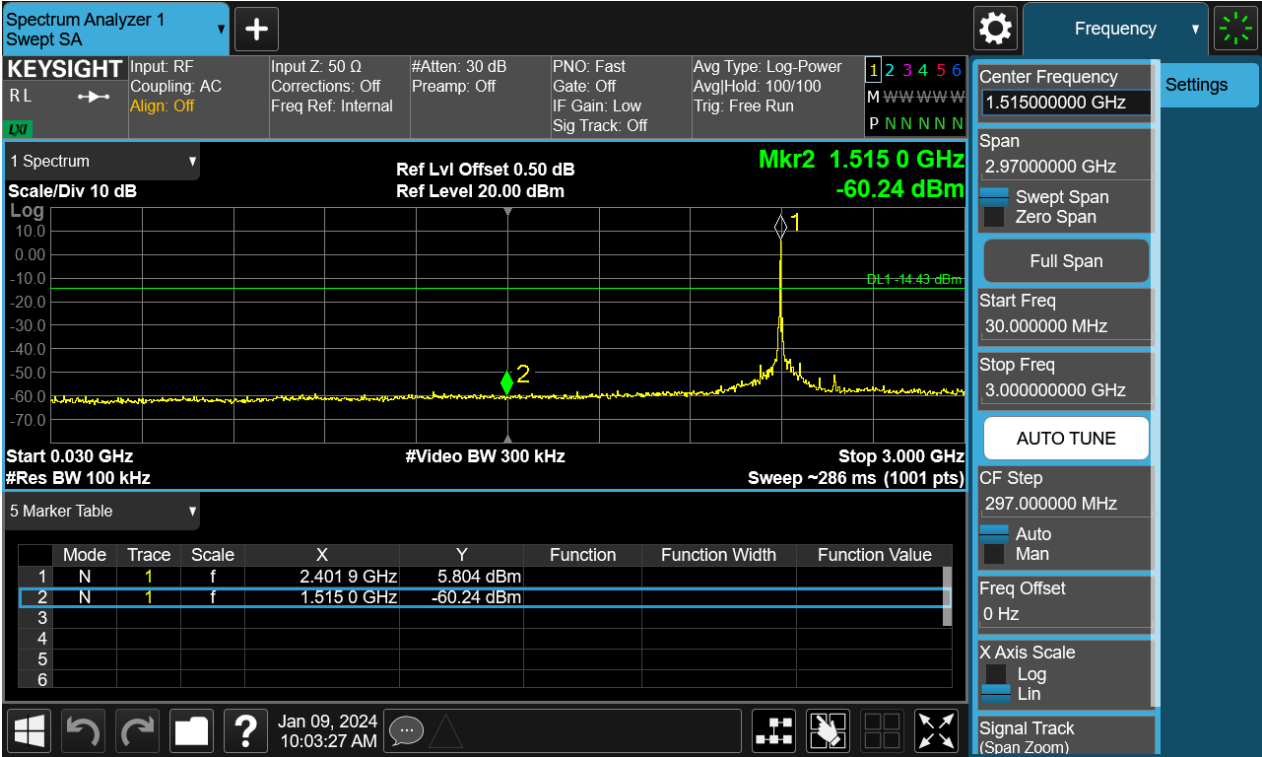 Spectrum Analyzer 1
Swept SA
Frequency
KEYSIGHT
R L
LXI
Input: RF
Coupling: AC
Align: Off
Input Z: 50 Ω
Corrections: Off
Freq Ref: Internal
#Atten: 30 dB
Preamp: Off
PNO: Fast
Gate: Off
IF Gain: Low
Sig Track: Off
Avg Type: Log-Power
Avg|Hold: 100/100
Trig: Free Run
1 2 3 4 5 6
M W W W W W
P N N N N N
1 Spectrum
Scale/Div 10 dB
Ref Lvl Offset 0.50 dB
Ref Level 20.00 dBm
Mkr2 1.515 0 GHz
-60.24 dBm
Log
10.0
0.00
-10.0
-20.0
-30.0
-40.0
-50.0
-60.0
-70.0
1
DL1 -14.43 dBm
2
Start 0.030 GHz
#Res BW 100 kHz
#Video BW 300 kHz
Stop 3.000 GHz
Sweep ~286 ms (1001 pts)
5 Marker Table
Mode Trace Scale X Y Function Function Width Function Value
1 N 1 f 2.401 9 GHz 5.804 dBm
2 N 1 f 1.515 0 GHz -60.24 dBm
3
4
5
6
?
Jan 09, 2024
10:03:27 AM
Center Frequency
1.515000000 GHz
Span
2.97000000 GHz
Swept Span
Zero Span
Full Span
Start Freq
30.000000 MHz
Stop Freq
3.000000000 GHz
AUTO TUNE
CF Step
297.000000 MHz
Auto
Man
Freq Offset
0 Hz
X Axis Scale
Log
Lin
Signal Track
(Span Zoom)
Settings